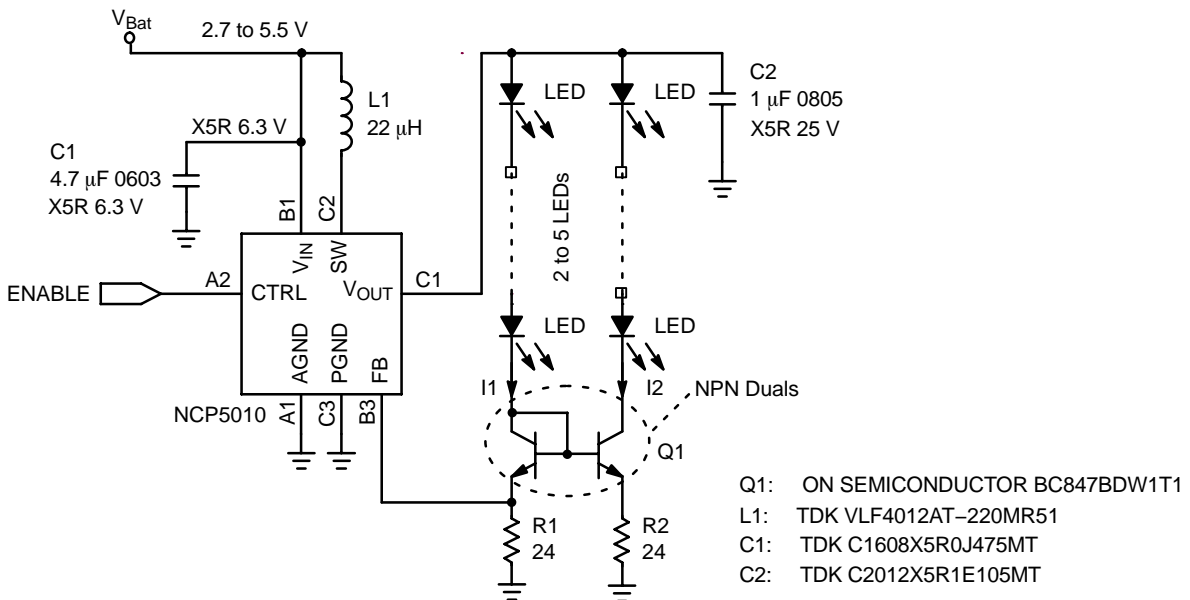 VBat
2.7 to 5.5 V
L1
22 μH
X5R 6.3 V
C1
4.7 μF 0603
X5R 6.3 V
B1
C2
VIN
SW
ENABLE
A2
CTRL
VOUT
C1
AGND
PGND
FB
NCP5010
A1
C3
B3
LED
LED
C2
1 μF 0805
X5R 25 V
2 to 5 LEDs
LED
LED
I1
I2
NPN Duals
Q1
R1
24
R2
24
Q1: ON SEMICONDUCTOR BC847BDW1T1
L1: TDK VLF4012AT–220MR51
C1: TDK C1608X5R0J475MT
C2: TDK C2012X5R1E105MT